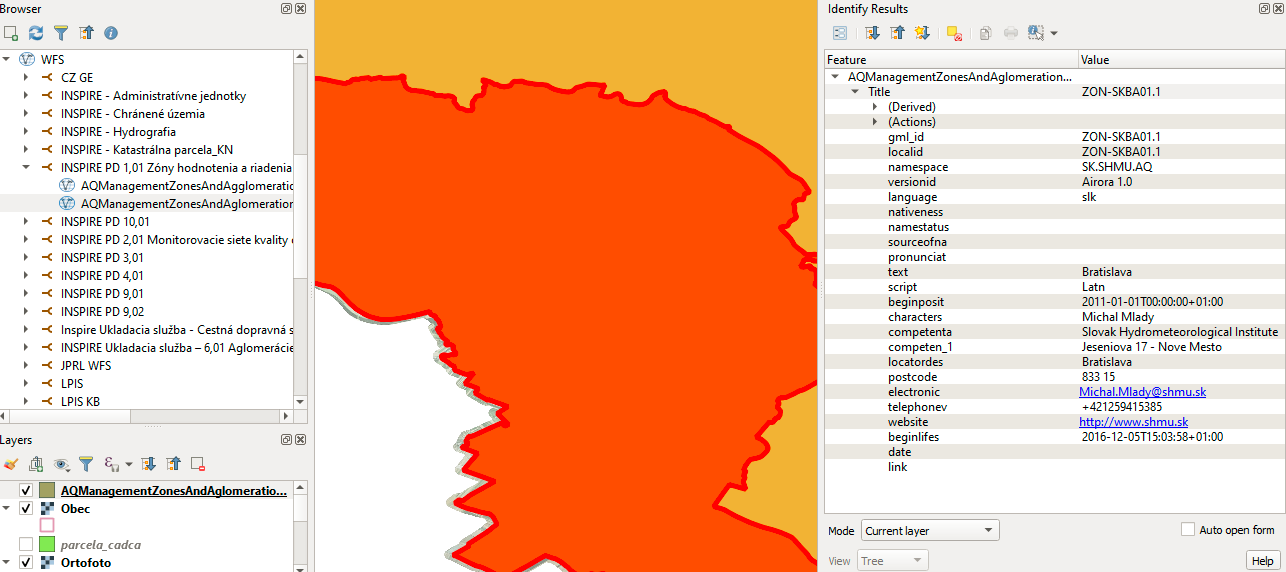 Browser
WFS
CZ GE
INSPIRE - Administratívne jednotky
INSPIRE - Chránené územia
INSPIRE - Hydrografia
INSPIRE - Katastrálna parcela_KN
INSPIRE PD 1,01 Zóny hodnotenia a riadenia
AQManagementZonesAndAgglomeratic
AQManagementZonesAndAglomeration
INSPIRE PD 10,01
INSPIRE PD 2,01 Monitorovacie siete kvality
INSPIRE PD 3,01
INSPIRE PD 4,01
INSPIRE PD 9,01
INSPIRE PD 9,02
Inspire Ukladacia služba - Cestná dopravná s
INSPIRE Ukladacia služba – 6,01 Aglomerácie
JPRL WFS
LPIS
LPIS KB
Layers
AQManagementZonesAndAglomeratio...
Obec
parcela_cadca
Ortofoto
Identify Results
Feature Value
AQManagementZonesAndAglomeration...
Title ZON-SKBA01.1
(Derived)
(Actions)
gml_id ZON-SKBA01.1
localid ZON-SKBA01.1
namespace SK.SHMU.AQ
versionid Airora 1.0
language slk
nativeness
namestatus
sourceofna
pronunciat
text Bratislava
script Latn
beginposit 2011-01-01T00:00:00+01:00
characters Michal Mlady
competenta Slovak Hydrometeorological Institute
competen_1 Jeseniova 17 - Nove Mesto
locatordes Bratislava
postcode 833 15
electronic Michal.Mlady@shmu.sk
telephonev +421259415385
website http://www.shmu.sk
beginlifes 2016-12-05T15:03:58+01:00
date
link
Mode Current layer Auto open form
View Tree Help